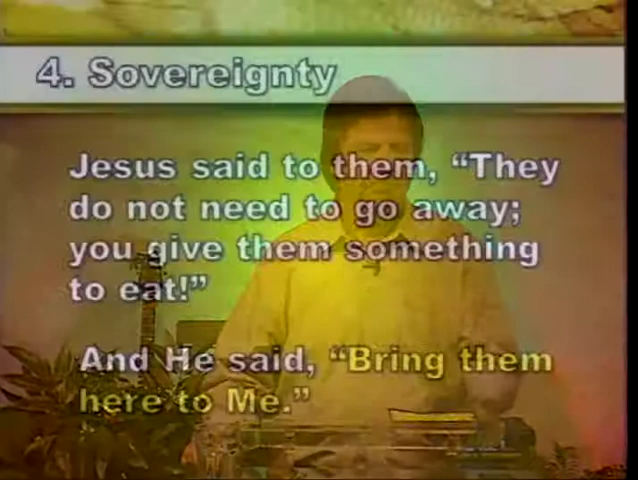 4. Sovereignty
Jesus said to them, “They
do not need to go away;
you give them something
to eat!”
And He said, “Bring them
here to Me.”